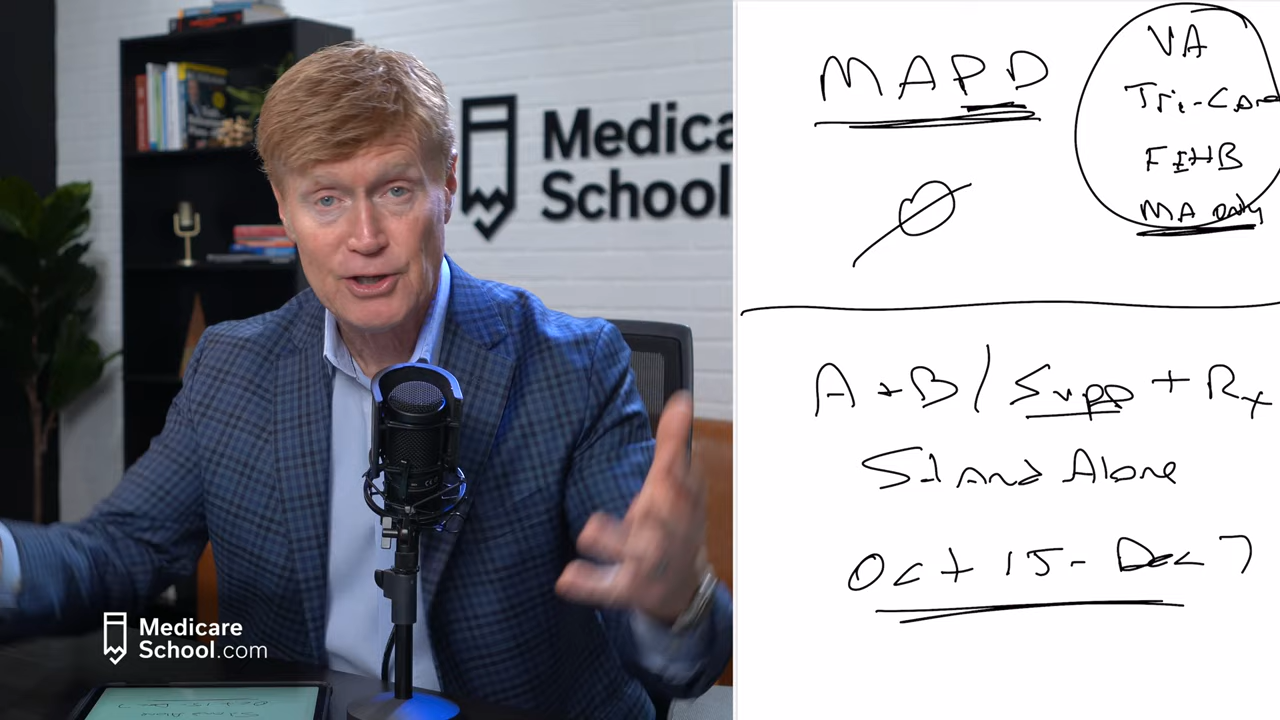 Medica
School
Medicare
School.com
MAPD
VA
Tri-Care
FEHB
MA only
A + B / Supp + Rx
Stand Alone
Oct 15 - Dec 7